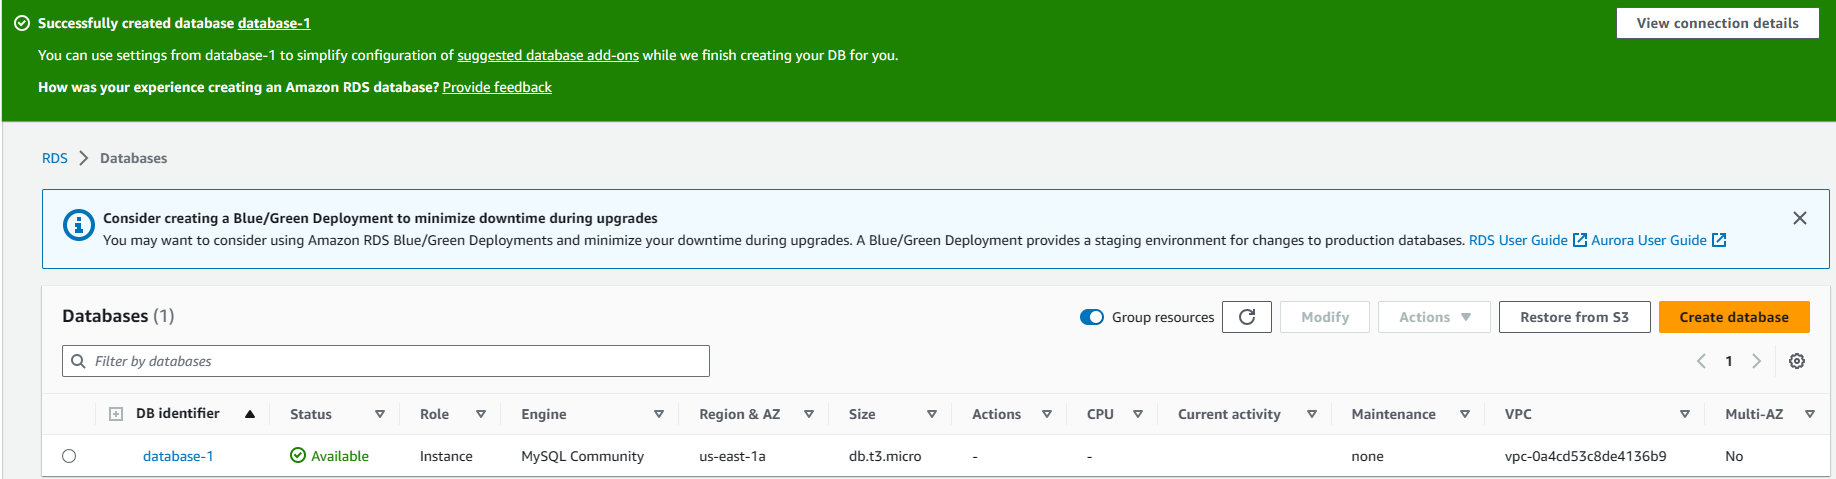 Successfully created database database-1
View connection details
You can use settings from database-1 to simplify configuration of suggested database add-ons while we finish creating your DB for you.
How was your experience creating an Amazon RDS database? Provide feedback
RDS > Databases
Consider creating a Blue/Green Deployment to minimize downtime during upgrades
You may want to consider using Amazon RDS Blue/Green Deployments and minimize your downtime during upgrades. A Blue/Green Deployment provides a staging environment for changes to production databases. RDS User Guide Aurora User Guide
Databases (1) Group resources Modify Actions Restore from S3 Create database
Filter by databases 1
DB identifier Status Role Engine Region & AZ Size Actions CPU Current activity Maintenance VPC Multi-AZ
database-1 Available Instance MySQL Community us-east-1a db.t3.micro - - none vpc-0a4cd53c8de4136b9 No